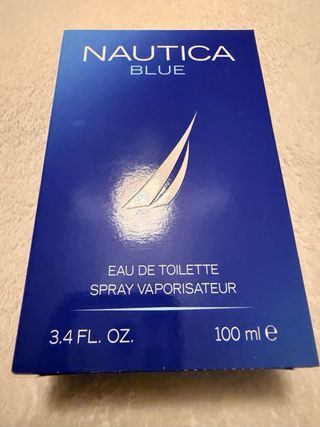 NAUTICA
BLUE
EAU DE TOILETTE
SPRAY VAPORISATEUR
3.4 FL. OZ. 100 ml ℮